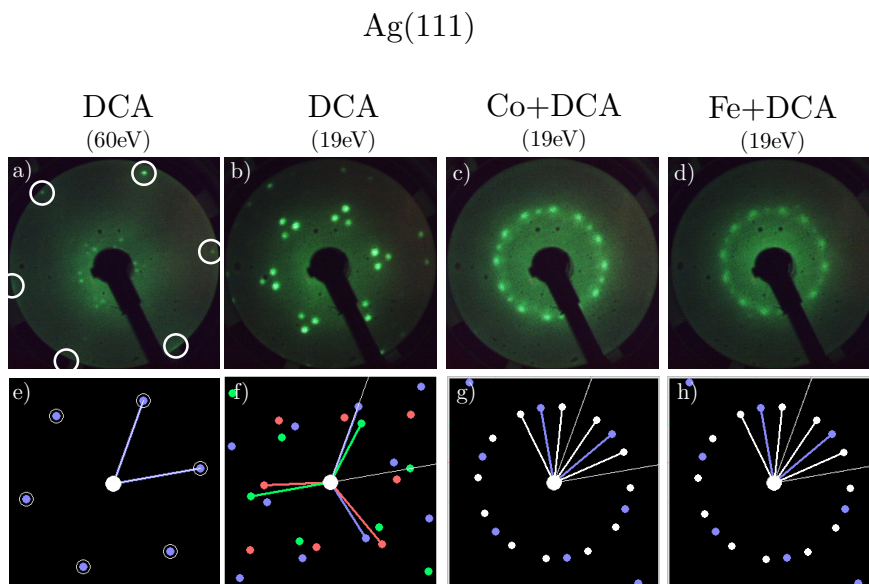 Ag(111)
DCA DCA Co+DCA Fe+DCA
(60eV) (19eV) (19eV) (19eV)
a) b) c) d)
e) f) g) h)